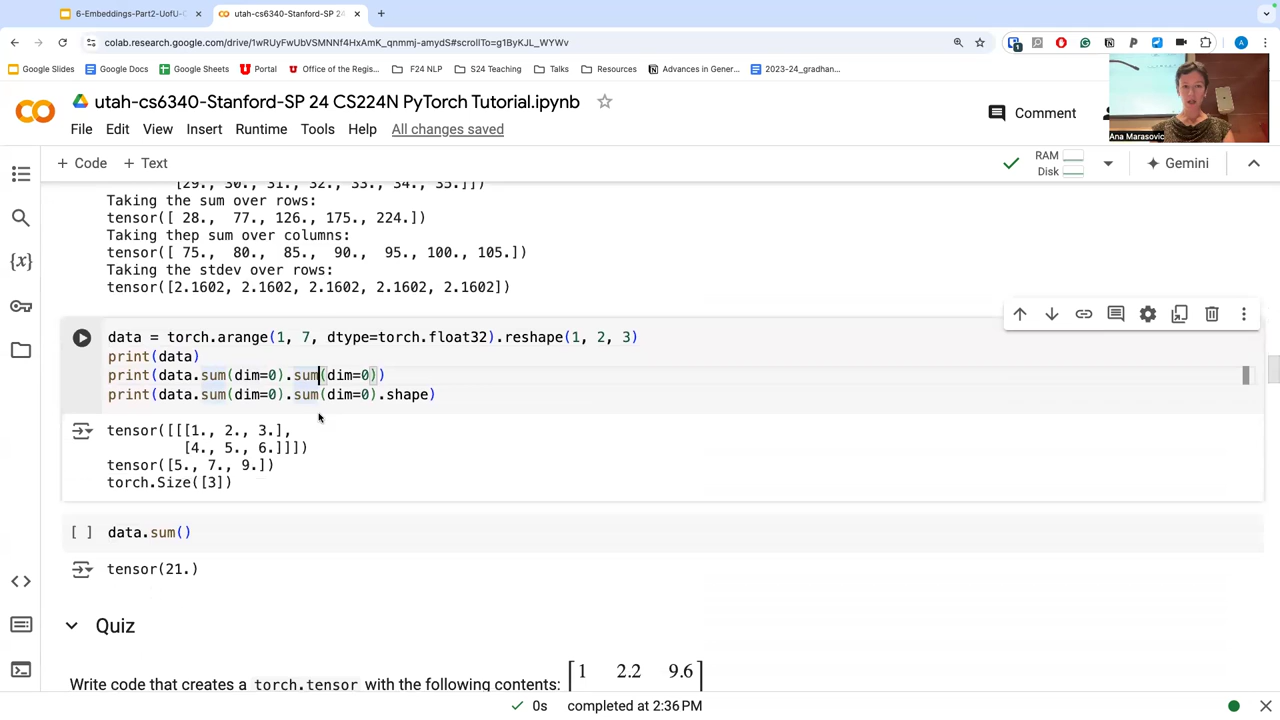 6-Embeddings-Part2-UofU-C
utah-cs6340-Stanford-SP 24
colab.research.google.com/drive/1wRUyFwUbVSMNNf4HxAmK_qnmmj-amydS#scrollTo=g1ByKJL_WYWv
Google Slides
Google Docs
Google Sheets
Portal
Office of the Regis...
F24 NLP
S24 Teaching
Talks
Resources
Advances in Gener...
2023-24_gradhan...
utah-cs6340-Stanford-SP 24 CS224N PyTorch Tutorial.ipynb
Comment
Ana Marasovic
File Edit View Insert Runtime Tools Help All changes saved
+ Code + Text
RAM
Disk
Gemini
[29., 30., 31., 32., 33., 34., 35.]])
Taking the sum over rows:
tensor([ 28., 77., 126., 175., 224.])
Taking thep sum over columns:
tensor([ 75., 80., 85., 90., 95., 100., 105.])
Taking the stdev over rows:
tensor([2.1602, 2.1602, 2.1602, 2.1602, 2.1602])
data = torch.arange(1, 7, dtype=torch.float32).reshape(1, 2, 3)
print(data)
print(data.sum(dim=0).sum(dim=0))
print(data.sum(dim=0).sum(dim=0).shape)
tensor([[[1., 2., 3.],
[4., 5., 6.]]])
tensor([5., 7., 9.])
torch.Size([3])
[ ] data.sum()
tensor(21.)
Quiz
Write code that creates a torch.tensor with the following contents: [1 2.2 9.6]
0s completed at 2:36 PM